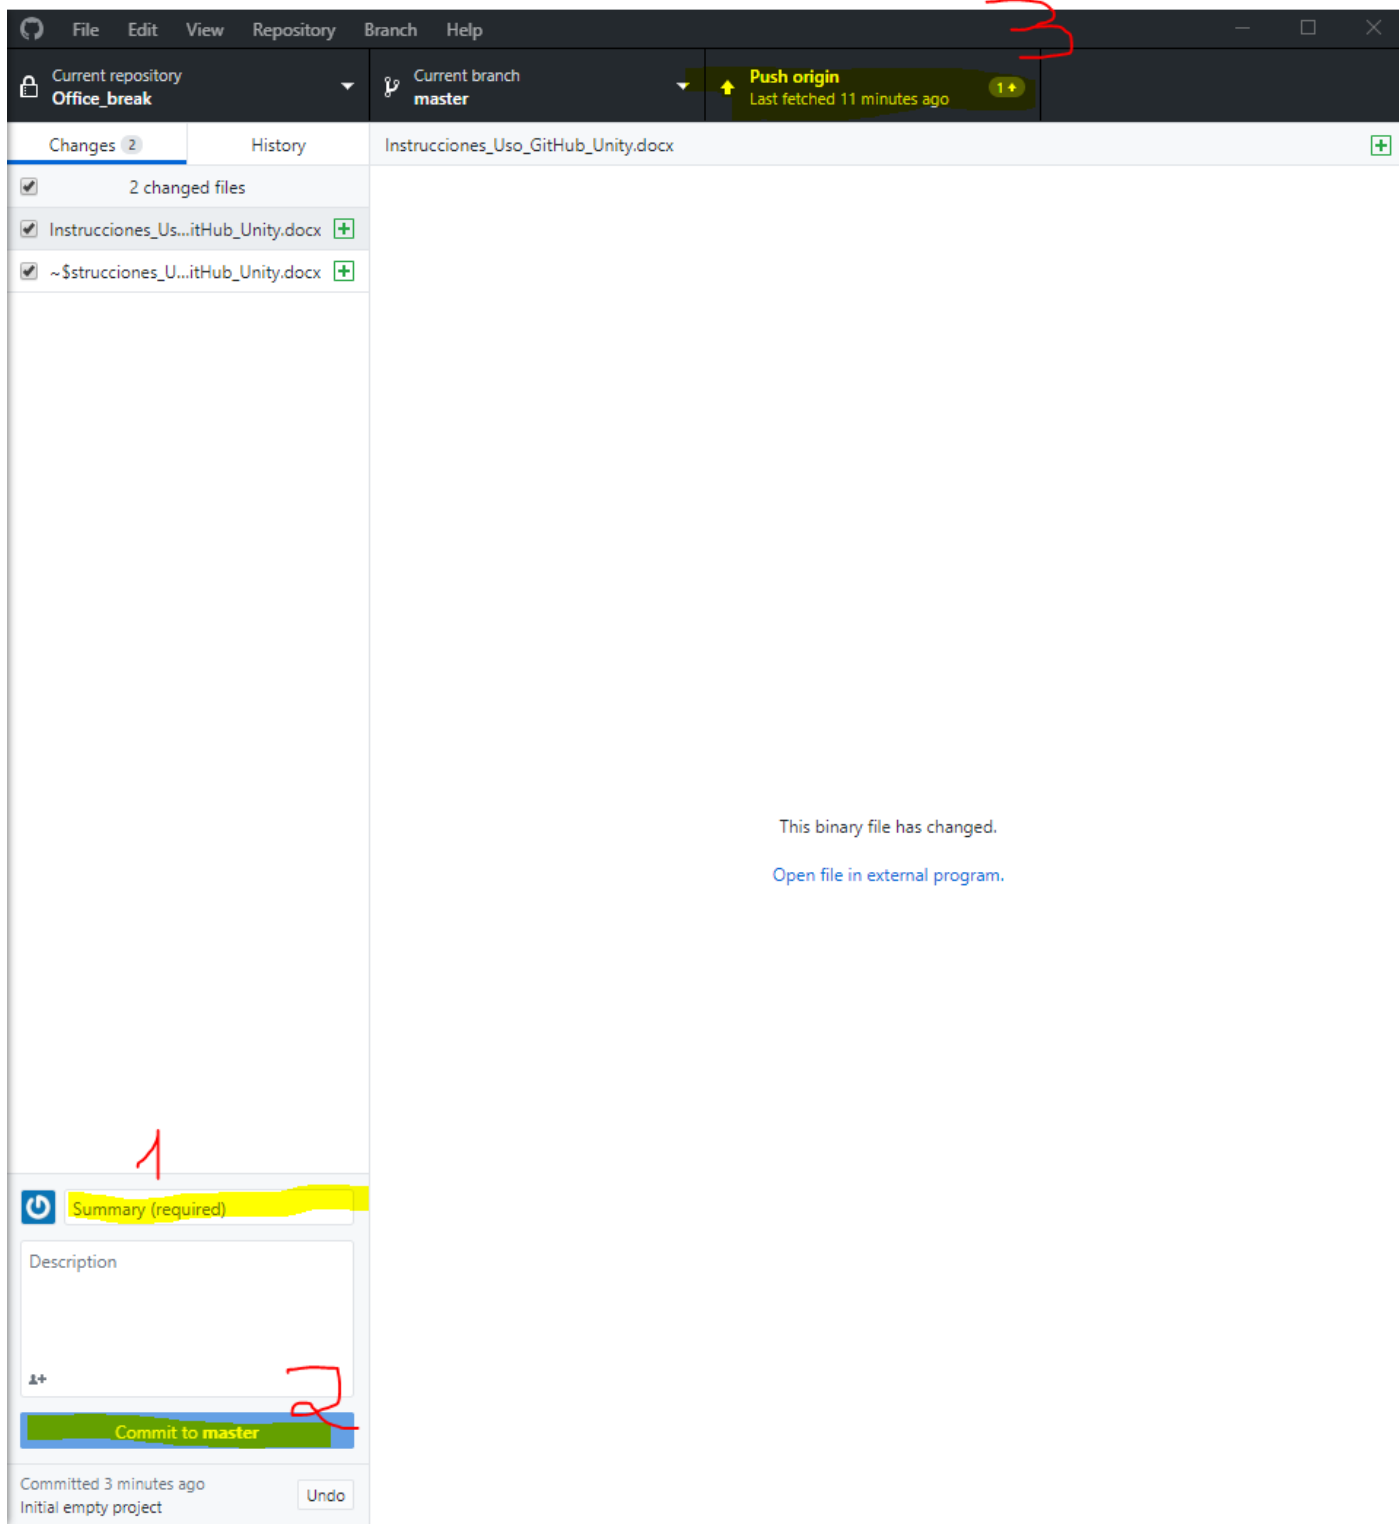 3
File Edit View Repository Branch Help
Current repository
Office_break
Current branch
master
Push origin
Last fetched 11 minutes ago
1
Changes 2
History
Instrucciones_Uso_GitHub_Unity.docx
2 changed files
Instrucciones_Us...itHub_Unity.docx
~$strucciones_U...itHub_Unity.docx
This binary file has changed.
Open file in external program.
1
Summary (required)
Description
2
Commit to master
Committed 3 minutes ago
Initial empty project
Undo